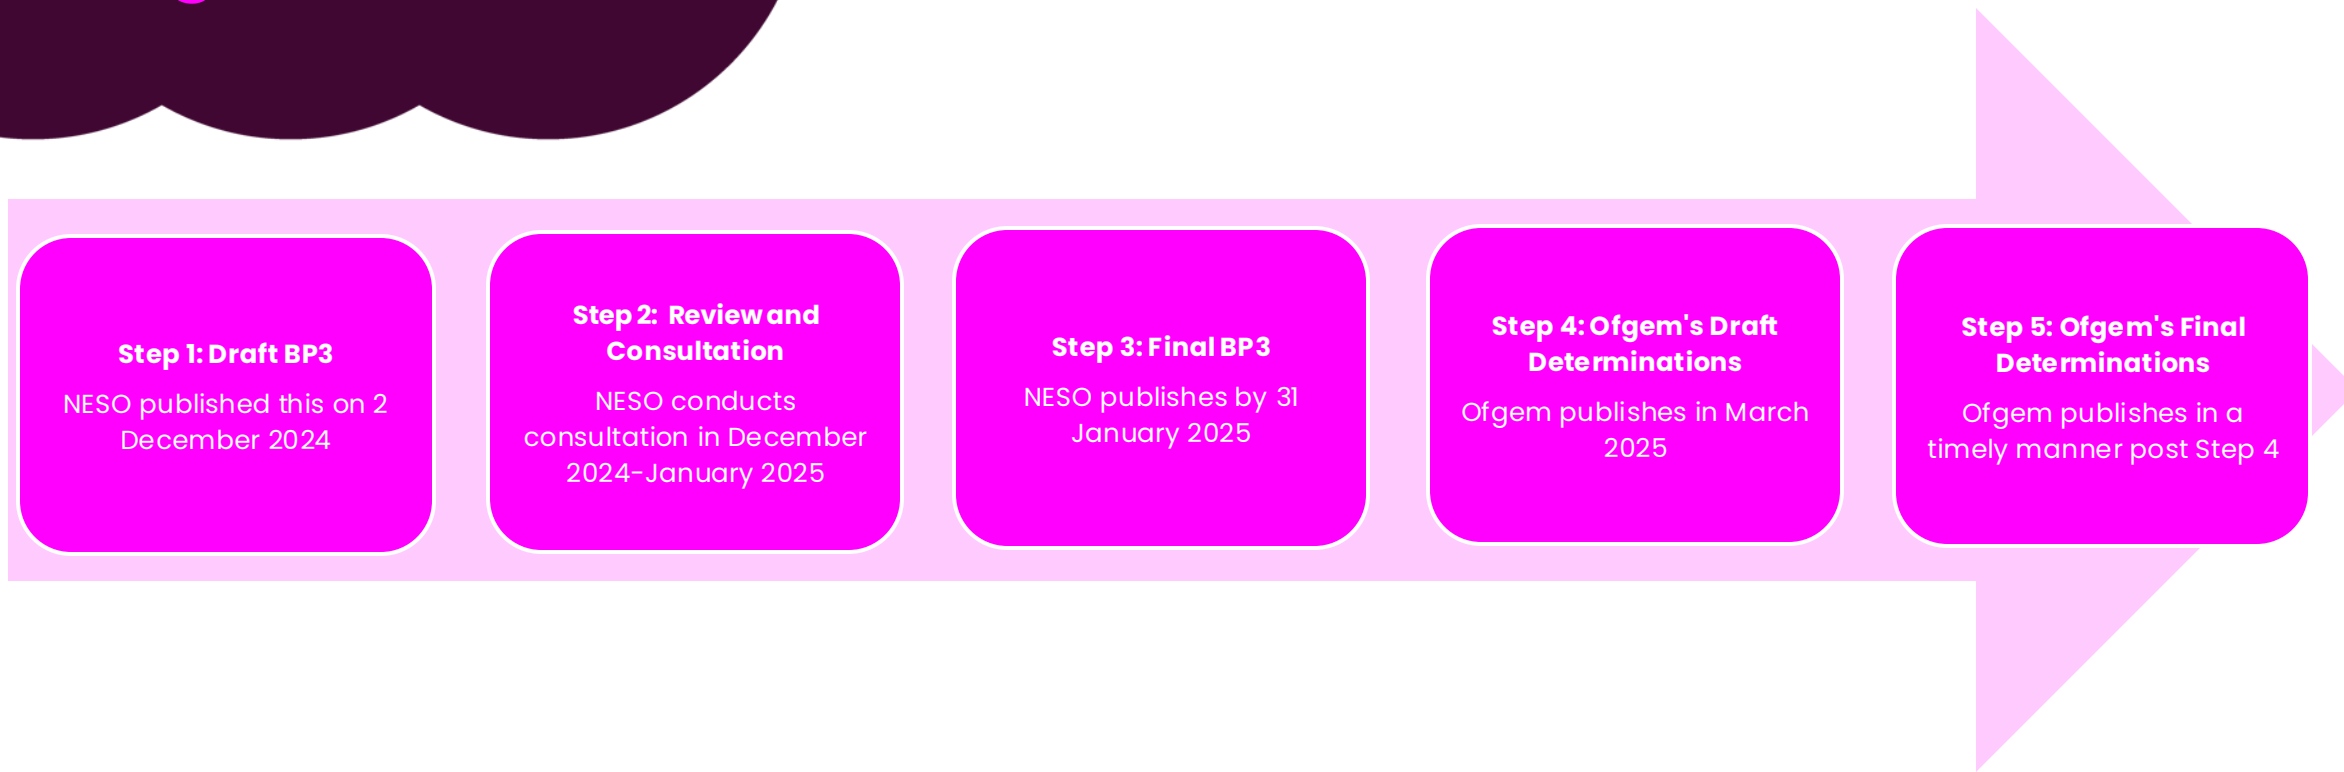 Step 1: Draft BP3
NESO published this on 2
December 2024
Step 2: Review and
Consultation
NESO conducts
consultation in December
2024-January 2025
Step 3: Final BP3
NESO publishes by 31
January 2025
Step 4: Ofgem's Draft
Determinations
Ofgem publishes in March
2025
Step 5: Ofgem's Final
Determinations
Ofgem publishes in a
timely manner post Step 4